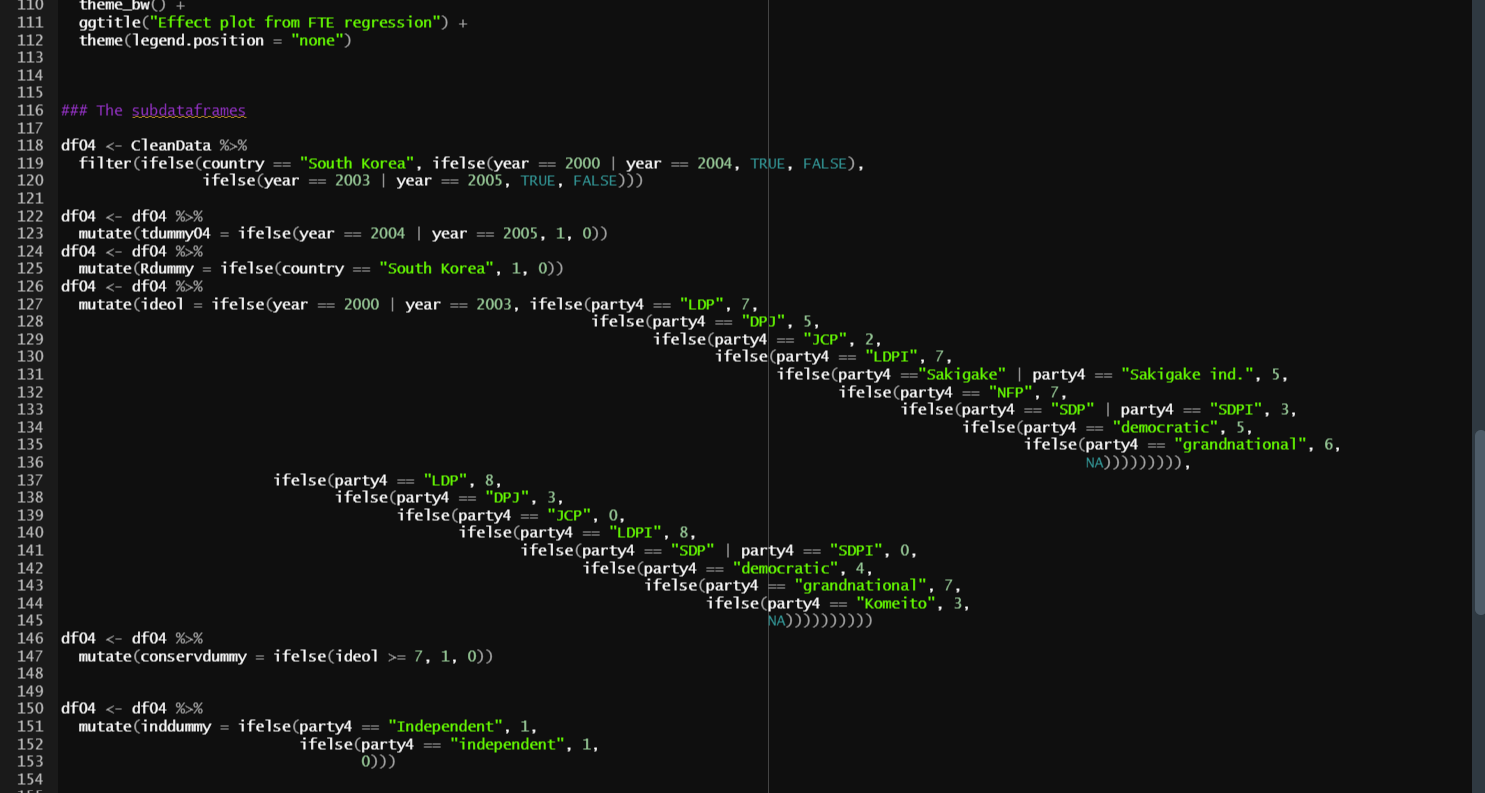 110   theme_bw() +
111   ggtitle("Effect plot from FTE regression") +
112   theme(legend.position = "none")
113
114
115
116 ### The subdataframes
117
118 df04 <- CleanData %>%
119   filter(ifelse(country == "South Korea", ifelse(year == 2000 | year == 2004, TRUE, FALSE),
120                 ifelse(year == 2003 | year == 2005, TRUE, FALSE)))
121
122 df04 <- df04 %>%
123   mutate(tdummy04 = ifelse(year == 2004 | year == 2005, 1, 0))
124 df04 <- df04 %>%
125   mutate(Rdummy = ifelse(country == "South Korea", 1, 0))
126 df04 <- df04 %>%
127   mutate(ideol = ifelse(year == 2000 | year == 2003, ifelse(party4 == "LDP", 7,
128                                                             ifelse(party4 == "DPJ", 5,
129                                                                    ifelse(party4 == "JCP", 2,
130                                                                           ifelse(party4 == "LDPI", 7,
131                                                                                  ifelse(party4 =="Sakigake" | party4 == "Sakigake ind.", 5,
132                                                                                         ifelse(party4 == "NFP", 7,
133                                                                                                ifelse(party4 == "SDP" | party4 == "SDPI", 3,
134                                                                                                       ifelse(party4 == "democratic", 5,
135                                                                                                              ifelse(party4 == "grandnational", 6,
136                                                                                                                     NA))))))))),
137                         ifelse(party4 == "LDP", 8,
138                                ifelse(party4 == "DPJ", 3,
139                                       ifelse(party4 == "JCP", 0,
140                                              ifelse(party4 == "LDPI", 8,
141                                                     ifelse(party4 == "SDP" | party4 == "SDPI", 0,
142                                                            ifelse(party4 == "democratic", 4,
143                                                                   ifelse(party4 == "grandnational", 7,
144                                                                          ifelse(party4 == "Komeito", 3,
145                                                                                 NA))))))))))
146 df04 <- df04 %>%
147   mutate(conservdummy = ifelse(ideol >= 7, 1, 0))
148
149
150 df04 <- df04 %>%
151   mutate(inddummy = ifelse(party4 == "Independent", 1,
152                            ifelse(party4 == "independent", 1,
153                                   0)))
154